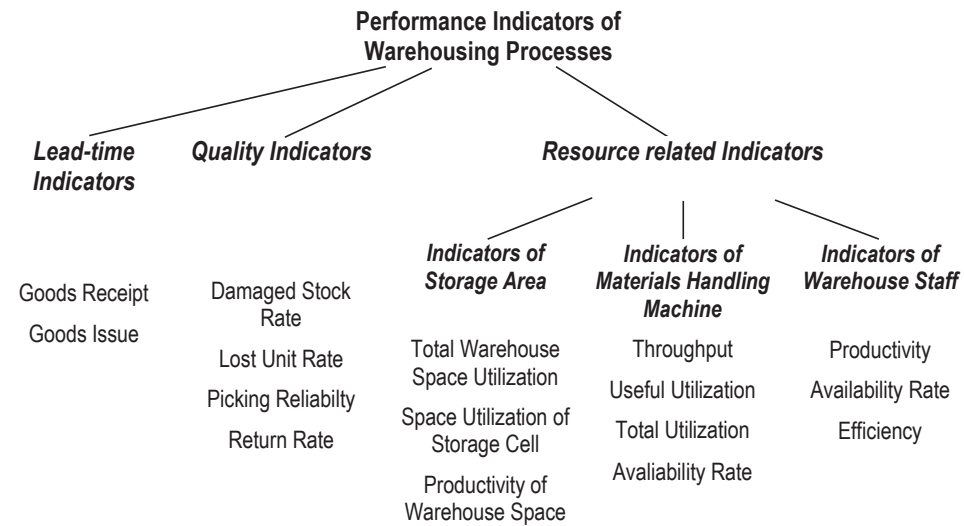 Performance Indicators of
Warehousing Processes
Lead-time
Indicators
Quality Indicators
Resource related Indicators
Goods Receipt
Goods Issue
Damaged Stock
Rate
Lost Unit Rate
Picking Reliabilty
Return Rate
Indicators of
Storage Area
Total Warehouse
Space Utilization
Space Utilization of
Storage Cell
Productivity of
Warehouse Space
Indicators of
Materials Handling
Machine
Throughput
Useful Utilization
Total Utilization
Avaliability Rate
Indicators of
Warehouse Staff
Productivity
Availability Rate
Efficiency